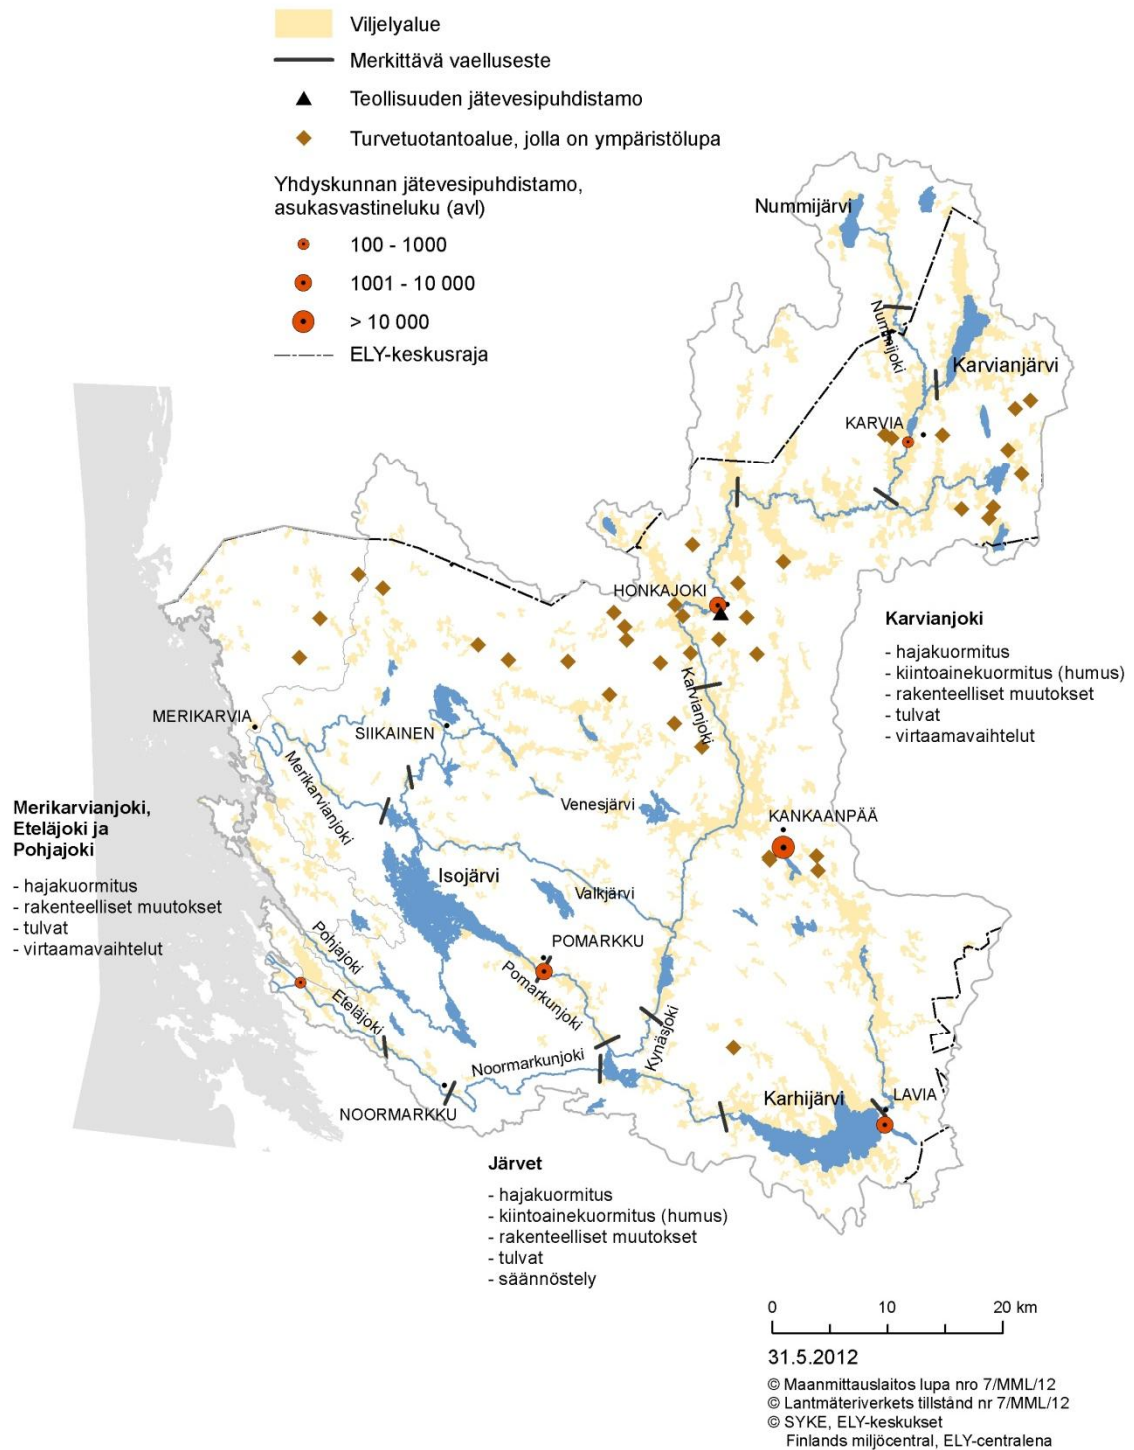 Viljelyalue
Merkittävä vaelluseste
Teollisuuden jätevesipuhdistamo
Turvetuotantoalue, jolla on ympäristölupa
Yhdyskunnan jätevesipuhdistamo,
asukasvastineluku (avl)
100 - 1000
1001 - 10 000
> 10 000
ELY-keskusraja
Nummijärvi
Nummijoki
Karvianjärvi
KARVIA
HONKAJOKI
Karvianjoki
Karvianjoki
- hajakuormitus
- kiintoainekuormitus (humus)
- rakenteelliset muutokset
- tulvat
- virtaamavaihtelut
MERIKARVIA
SIIKAINEN
Merikarvianjoki
Venesjärvi
KANKAANPÄÄ
Merikarvianjoki,
Eteläjoki ja
Pohjajoki
- hajakuormitus
- rakenteelliset muutokset
- tulvat
- virtaamavaihtelut
Isojärvi
Valkjärvi
POMARKKU
Pohjajoki
Pomarkunjoki
Eteläjoki
Kynäsjoki
Noormarkunjoki
NOORMARKKU
Karhijärvi
LAVIA
Järvet
- hajakuormitus
- kiintoainekuormitus (humus)
- rakenteelliset muutokset
- tulvat
- säännöstely
0 10 20 km
31.5.2012
© Maanmittauslaitos lupa nro 7/MML/12
© Lantmäteriverkets tillstånd nr 7/MML/12
© SYKE, ELY-keskukset
Finlands miljöcentral, ELY-centralena